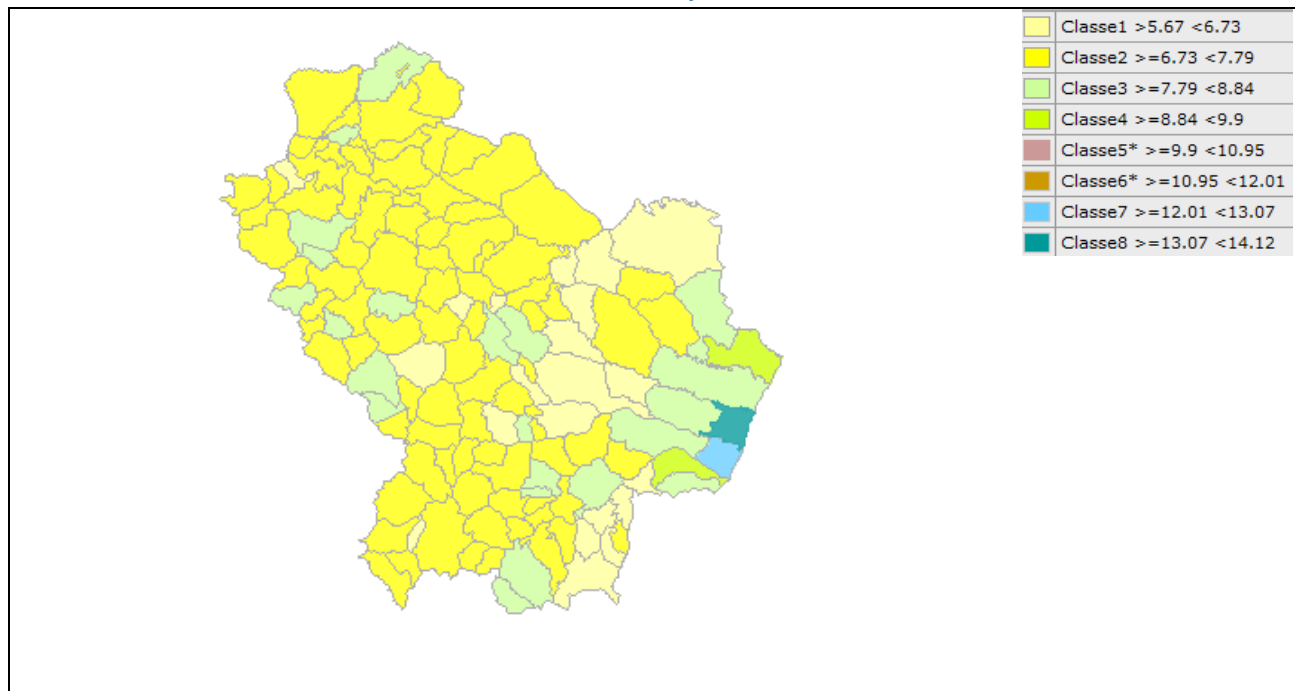 Classe1 >5.67 <6.73
Classe2 >=6.73 <7.79
Classe3 >=7.79 <8.84
Classe4 >=8.84 <9.9
Classe5* >=9.9 <10.95
Classe6* >=10.95 <12.01
Classe7 >=12.01 <13.07
Classe8 >=13.07 <14.12